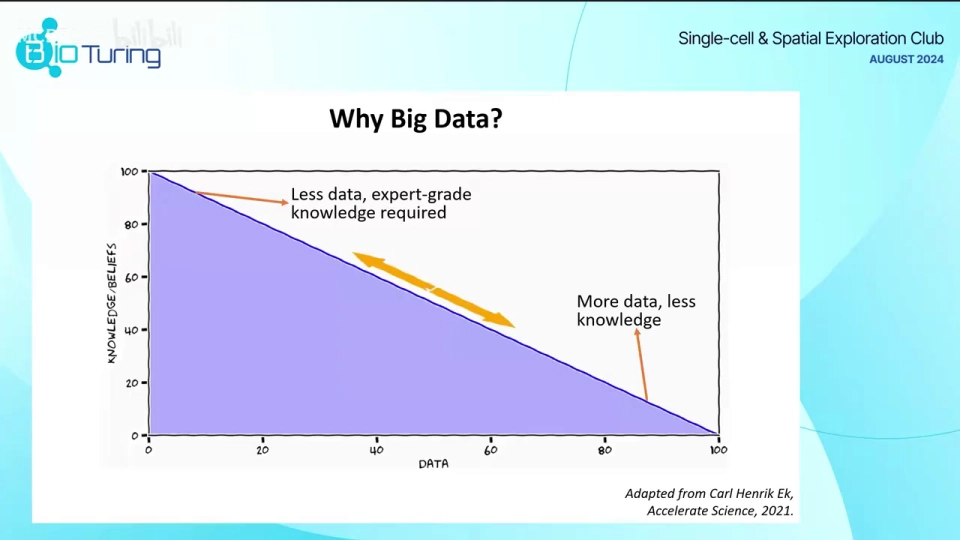 BioTuring
bilibili
Single-cell & Spatial Exploration Club
AUGUST 2024
Why Big Data?
100
80
60
40
20
0
KNOWLEDGE/BELIEFS
Less data, expert-grade
knowledge required
More data, less
knowledge
0 20 40 60 80 100
DATA
Adapted from Carl Henrik Ek,
Accelerate Science, 2021.